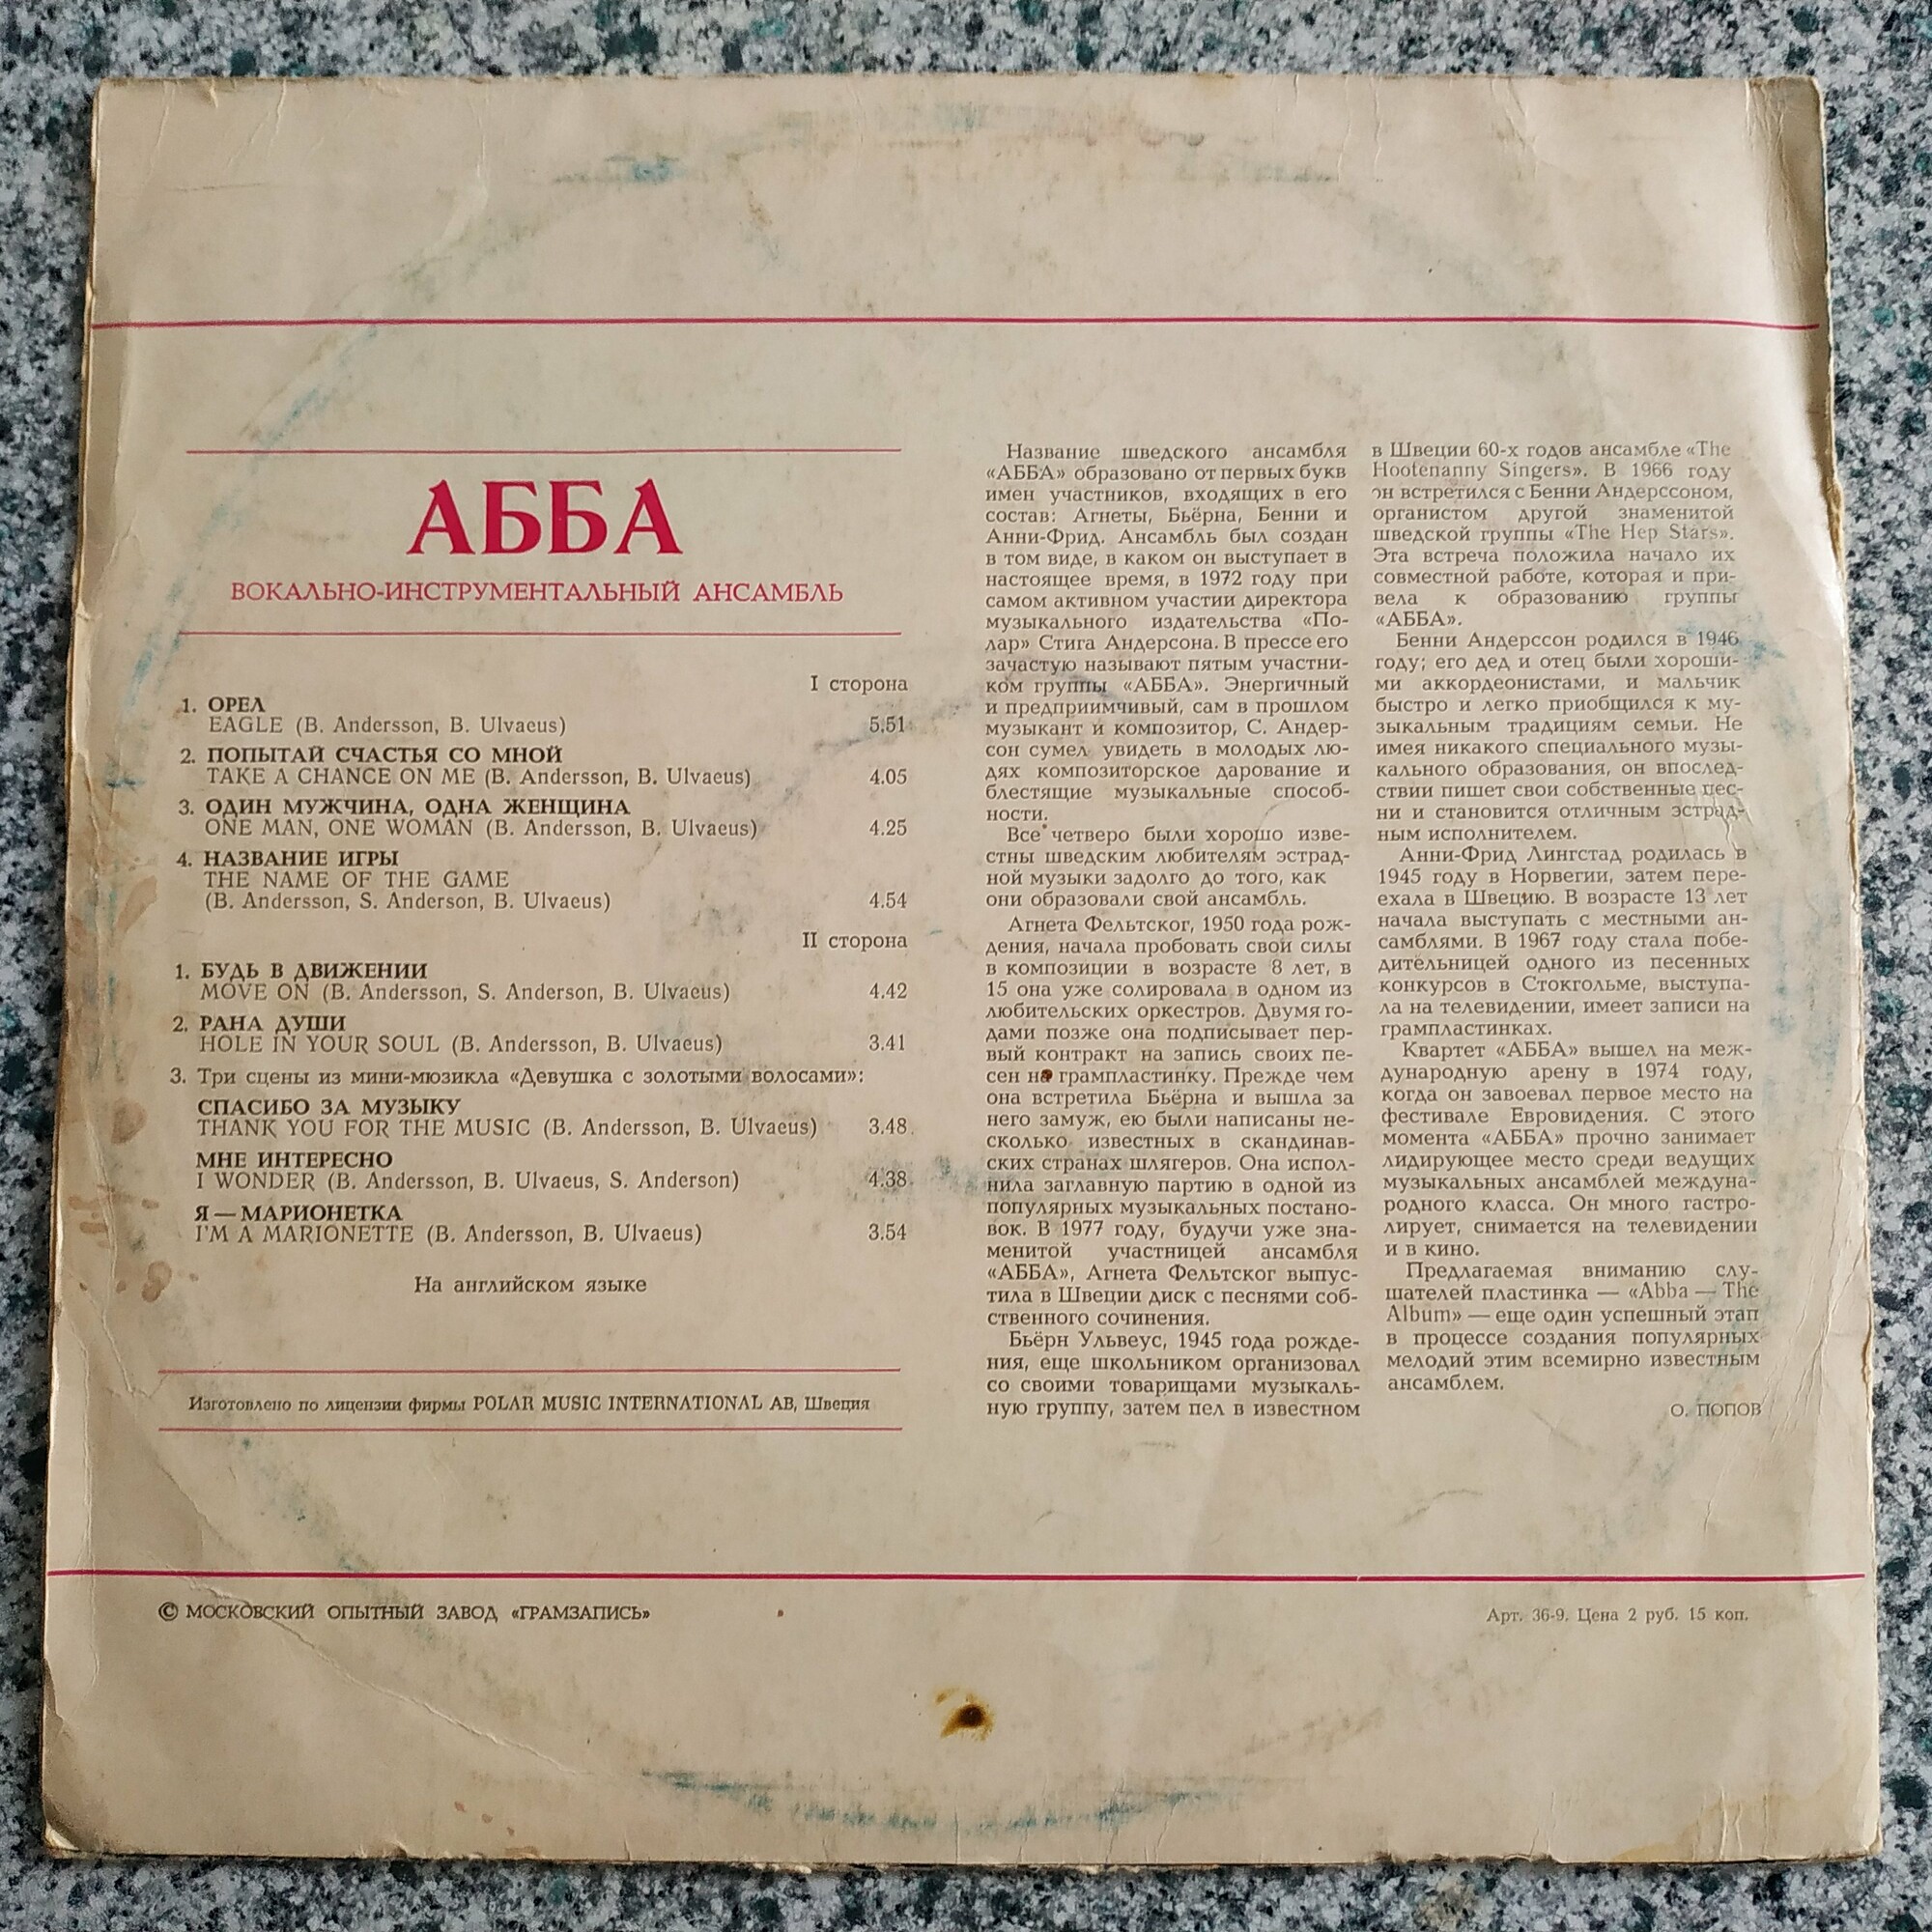 АББА
ВОКАЛЬНО-ИНСТРУМЕНТАЛЬНЫЙ АНСАМБЛЬ
I сторона
1. ОРЕЛ
EAGLE (B. Andersson, B. Ulvaeus) 5.51
2. ПОПЫТАЙ СЧАСТЬЯ СО МНОЙ
TAKE A CHANCE ON ME (B. Andersson, B. Ulvaeus) 4.05
3. ОДИН МУЖЧИНА, ОДНА ЖЕНЩИНА
ONE MAN, ONE WOMAN (B. Andersson, B. Ulvaeus) 4.25
4. НАЗВАНИЕ ИГРЫ
THE NAME OF THE GAME
(B. Andersson, S. Anderson, B. Ulvaeus) 4.54
II сторона
1. БУДЬ В ДВИЖЕНИИ
MOVE ON (B. Andersson, S. Anderson, B. Ulvaeus) 4.42
2. РАНА ДУШИ
HOLE IN YOUR SOUL (B. Andersson, B. Ulvaeus) 3.41
3. Три сцены из мини-мюзикла «Девушка с золотыми волосами»:
СПАСИБО ЗА МУЗЫКУ
THANK YOU FOR THE MUSIC (B. Andersson, B. Ulvaeus) 3.48
МНЕ ИНТЕРЕСНО
I WONDER (B. Andersson, B. Ulvaeus, S. Anderson) 4.38
Я — МАРИОНЕТКА
I'M A MARIONETTE (B. Andersson, B. Ulvaeus) 3.54
На английском языке
Изготовлено по лицензии фирмы POLAR MUSIC INTERNATIONAL AB, Швеция
Название шведского ансамбля
«АББА» образовано от первых букв
имен участников, входящих в его
состав: Агнеты, Бьёрна, Бенни и
Анни-Фрид. Ансамбль был создан
в том виде, в каком он выступает в
настоящее время, в 1972 году при
самом активном участии директора
музыкального издательства «По-
лар» Стига Андерсона. В прессе его
зачастую называют пятым участни-
ком группы «АББА». Энергичный
и предприимчивый, сам в прошлом
музыкант и композитор, С. Андер-
сон сумел увидеть в молодых лю-
дях композиторское дарование и
блестящие музыкальные способ-
ности.
Все четверо были хорошо изве-
стны шведским любителям эстрад-
ной музыки задолго до того, как
они образовали свой ансамбль.
Агнета Фельтског, 1950 года рож-
дения, начала пробовать свои силы
в композиции в возрасте 8 лет, в
15 она уже солировала в одном из
любительских оркестров. Двумя го-
дами позже она подписывает пер-
вый контракт на запись своих пе-
сен на грампластинку. Прежде чем
она встретила Бьёрна и вышла за
него замуж, ею были написаны не-
сколько известных в скандинав-
ских странах шлягеров. Она испол-
нила заглавную партию в одной из
популярных музыкальных постано-
вок. В 1977 году, будучи уже зна-
менитой участницей ансамбля
«АББА», Агнета Фельтског выпус-
тила в Швеции диск с песнями соб-
ственного сочинения.
Бьёрн Ульвеус, 1945 года рожде-
ния, еще школьником организовал
со своими товарищами музыкаль-
ную группу, затем пел в известном
в Швеции 60-х годов ансамбле «The
Hootenanny Singers». В 1966 году
он встретился с Бенни Андерссоном,
органистом другой знаменитой
шведской группы «The Hep Stars».
Эта встреча положила начало их
совместной работе, которая и при-
вела к образованию группы
«АББА».
Бенни Андерссон родился в 1946
году; его дед и отец были хороши-
ми аккордеонистами, и мальчик
быстро и легко приобщился к му-
зыкальным традициям семьи. Не
имея никакого специального музы-
кального образования, он впослед-
ствии пишет свои собственные пес-
ни и становится отличным эстрад-
ным исполнителем.
Анни-Фрид Лингстад родилась в
1945 году в Норвегии, затем пере-
ехала в Швецию. В возрасте 13 лет
начала выступать с местными ан-
самблями. В 1967 году стала побе-
дительницей одного из песенных
конкурсов в Стокгольме, выступа-
ла на телевидении, имеет записи на
грампластинках.
Квартет «АББА» вышел на меж-
дународную арену в 1974 году,
когда он завоевал первое место на
фестивале Евровидения. С этого
момента «АББА» прочно занимает
лидирующее место среди ведущих
музыкальных ансамблей междуна-
родного класса. Он много гастро-
лирует, снимается на телевидении
и в кино.
Предлагаемая вниманию слу-
шателей пластинка — «Abba — The
Album» — еще один успешный этап
в процессе создания популярных
мелодий этим всемирно известным
ансамблем.
О. ПОПОВ
© МОСКОВСКИЙ ОПЫТНЫЙ ЗАВОД «ГРАМЗАПИСЬ»
Арт. 36-9. Цена 2 руб. 15 коп.